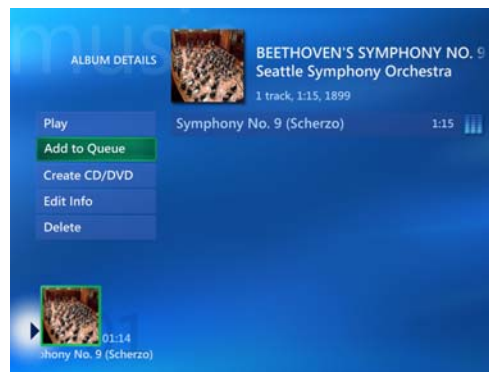 music
ALBUM DETAILS
BEETHOVEN'S SYMPHONY NO. 9
Seattle Symphony Orchestra
1 track, 1:15, 1899
Play
Add to Queue
Create CD/DVD
Edit Info
Delete
Symphony No. 9 (Scherzo)
1:15
01:14
hony No. 9 (Scherzo)